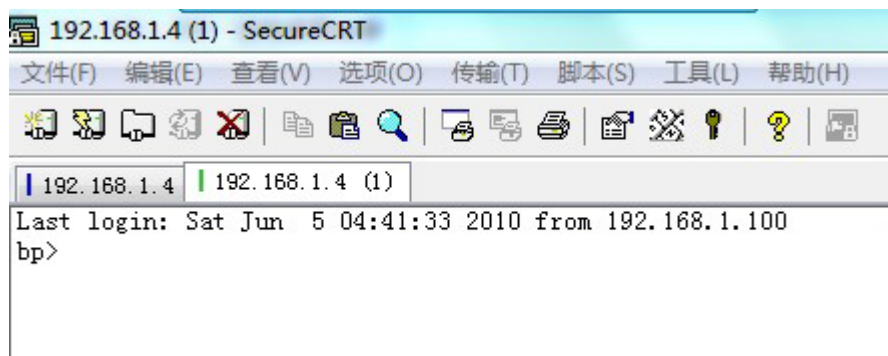 192.168.1.4 (1) - SecureCRT
文件(F) 编辑(E) 查看(V) 选项(O) 传输(T) 脚本(S) 工具(L) 帮助(H)
192.168.1.4 192.168.1.4 (1)
Last login: Sat Jun  5 04:41:33 2010 from 192.168.1.100
bp>